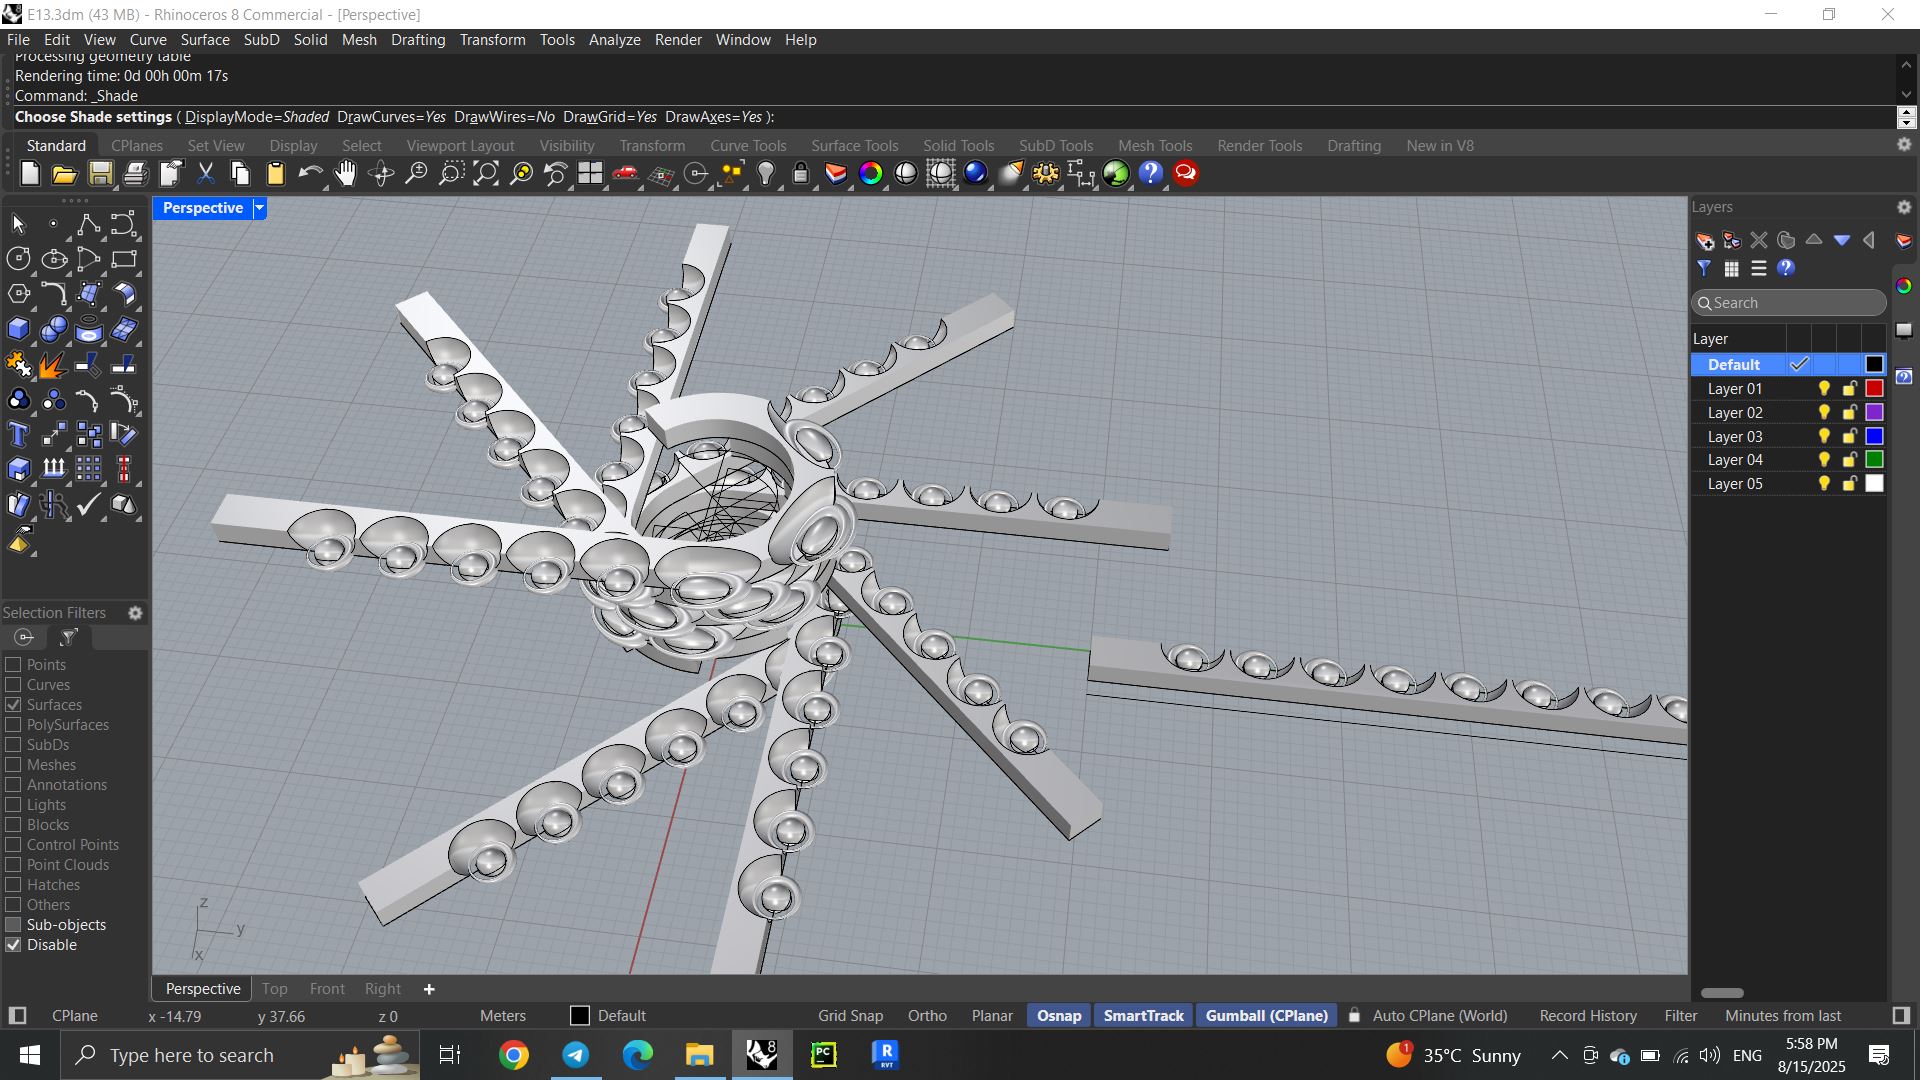 E13.3dm (43 MB) - Rhinoceros 8 Commercial - [Perspective]
File Edit View Curve Surface SubD Solid Mesh Drafting Transform Tools Analyze Render Window Help
Processing geometry table
Rendering time: 0d 00h 00m 17s
Command: _Shade
Choose Shade settings ( DisplayMode=Shaded DrawCurves=Yes DrawWires=No DrawGrid=Yes DrawAxes=Yes ):
Standard CPlanes Set View Display Select Viewport Layout Visibility Transform Curve Tools Surface Tools Solid Tools SubD Tools Mesh Tools Render Tools Drafting New in V8
Perspective
Layers
Search
Layer
Default
Layer 01
Layer 02
Layer 03
Layer 04
Layer 05
Selection Filters
Points
Curves
Surfaces
PolySurfaces
SubDs
Meshes
Annotations
Lights
Blocks
Control Points
Point Clouds
Hatches
Others
Sub-objects
Disable
z
y
x
Perspective Top Front Right
CPlane x -14.79 y 37.66 z 0 Meters Default Grid Snap Ortho Planar Osnap SmartTrack Gumball (CPlane) Auto CPlane (World) Record History Filter Minutes from last
Type here to search
8
PC
R
RVT
1
35°C Sunny
ENG
5:58 PM
8/15/2025